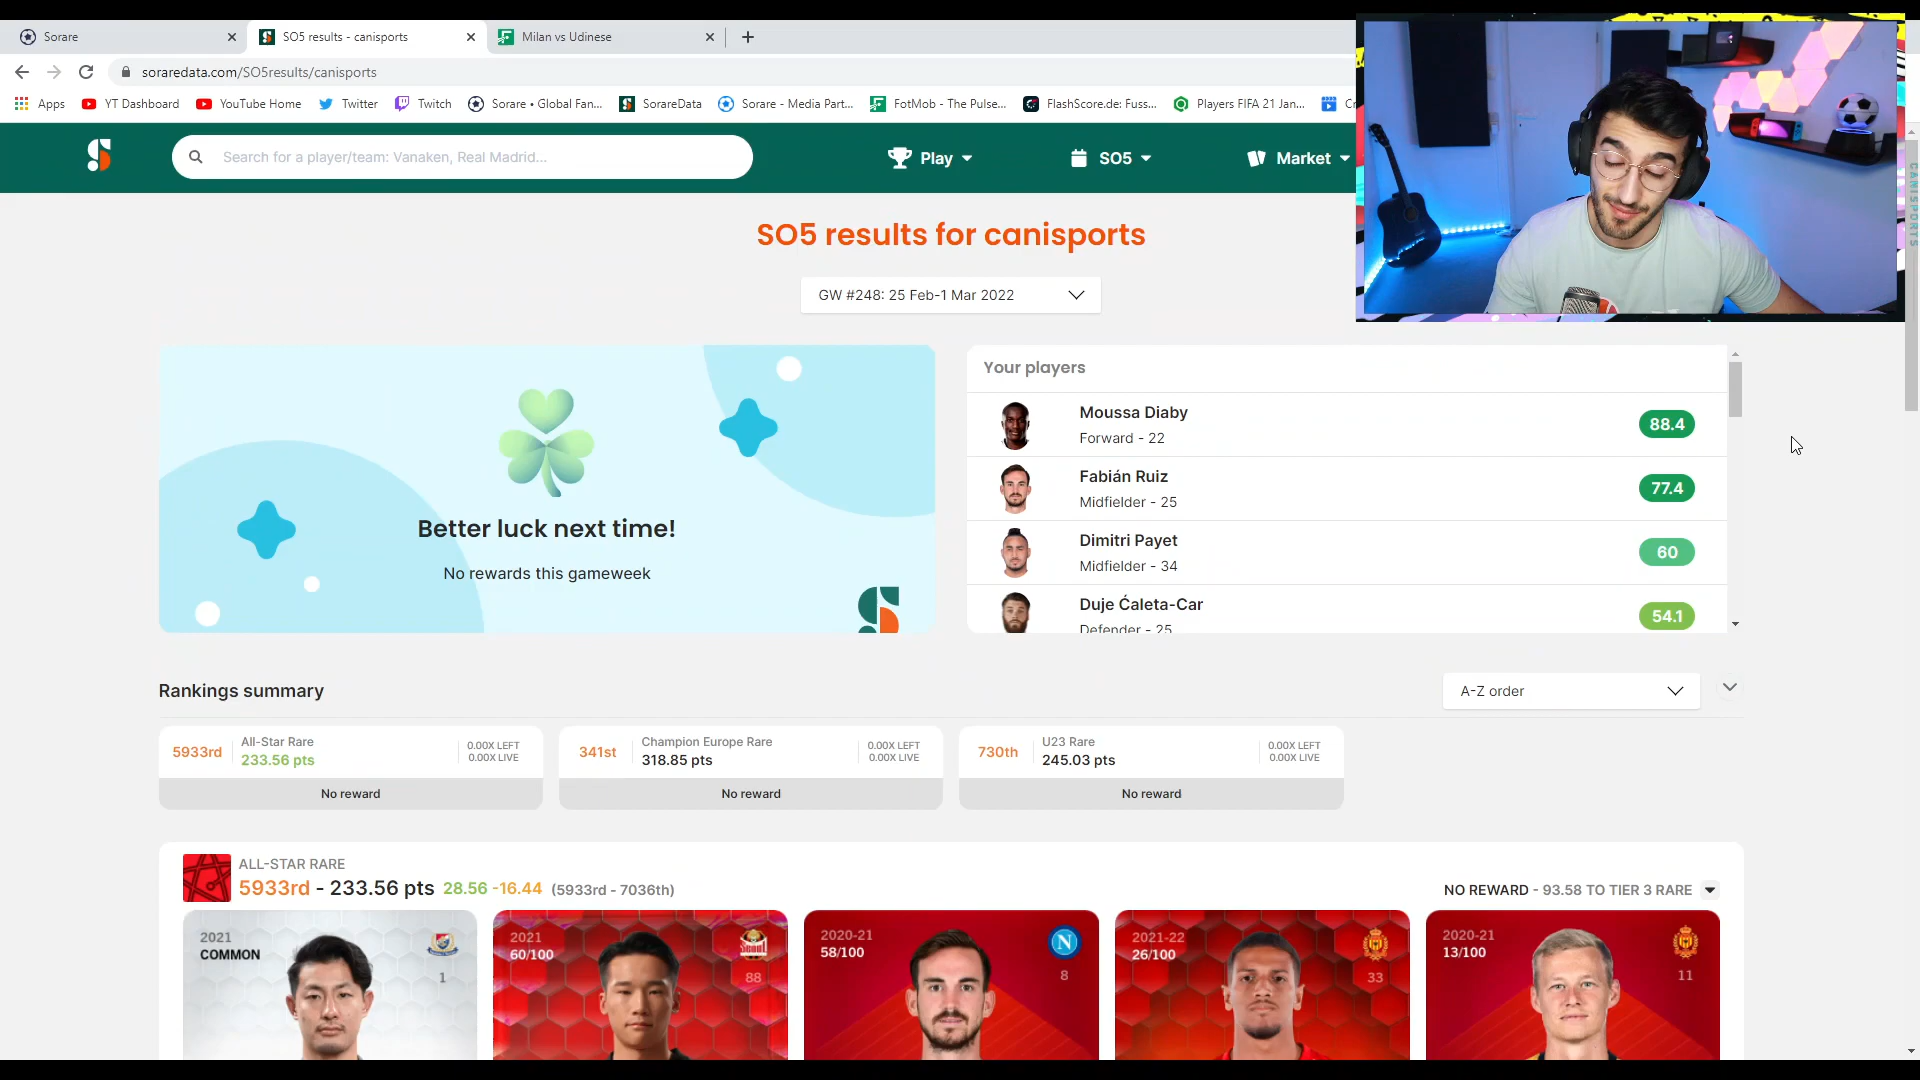 Sorare
SO5 results - canisports
Milan vs Udinese
soraredata.com/SO5results/canisports
Apps
YT Dashboard
YouTube Home
Twitter
Twitch
Sorare • Global Fan...
SorareData
Sorare - Media Part...
FotMob - The Pulse...
FlashScore.de: Fuss...
Players FIFA 21 Jan...
Search for a player/team: Vanaken, Real Madrid...
Play
SO5
Market
CANISPORTS
SO5 results for canisports
GW #248: 25 Feb-1 Mar 2022
Better luck next time!
No rewards this gameweek
Your players
Moussa Diaby
Forward - 22
88.4
Fabián Ruiz
Midfielder - 25
77.4
Dimitri Payet
Midfielder - 34
60
Duje Ćaleta-Car
Defender - 25
54.1
Rankings summary
A-Z order
5933rd
All-Star Rare
233.56 pts
0.00X LEFT
0.00X LIVE
No reward
341st
Champion Europe Rare
318.85 pts
0.00X LEFT
0.00X LIVE
No reward
730th
U23 Rare
245.03 pts
0.00X LEFT
0.00X LIVE
No reward
ALL-STAR RARE
5933rd - 233.56 pts 28.56 -16.44 (5933rd - 7036th)
NO REWARD - 93.58 TO TIER 3 RARE
2021
COMMON
1
2021
60/100
88
2020-21
58/100
N
8
2021-22
26/100
33
2020-21
13/100
11